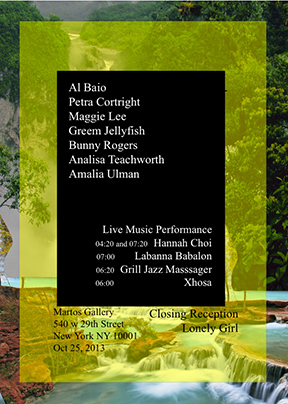 Al Baio
Petra Cortright
Maggie Lee
Greem Jellyfish
Bunny Rogers
Analisa Teachworth
Amalia Ulman
Live Music Performance
04:20 and 07:20 Hannah Choi
07:00 Labanna Babalon
06:20 Grill Jazz Masssager
06:00 Xhosa
Martos Gallery
540 w 29th Street
New York NY 10001
Oct 25, 2013
Closing Reception
Lonely Girl